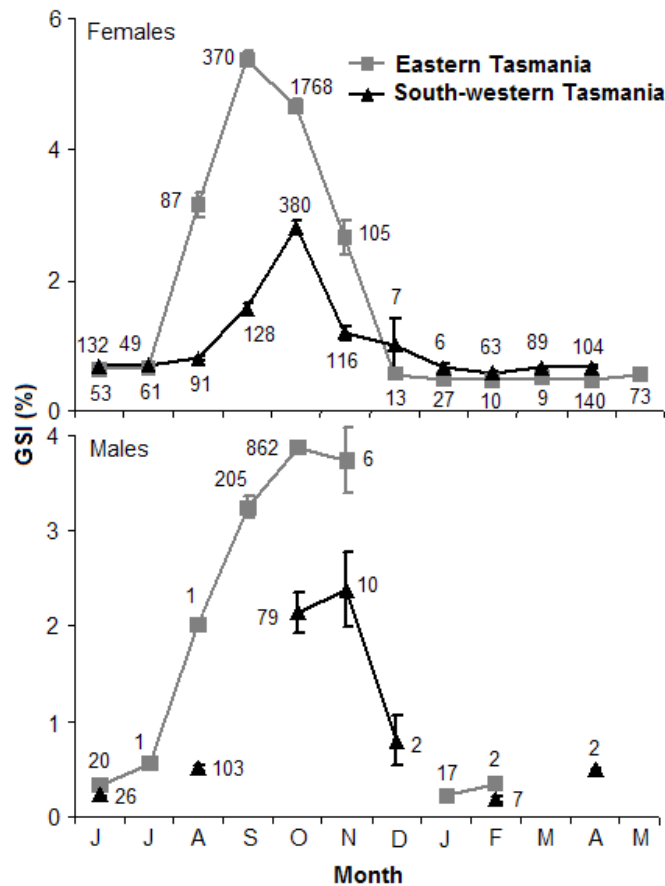 6
Females
370
Eastern Tasmania
1768
South-western Tasmania
4
87
380
105
2
7
132
49
6
63
89
104
128
116
53
61
91
13
27
10
9
140
73
0
GSI (%)
4
Males
862
6
205
3
10
1
2
79
1
20
1
103
2
17
2
2
26
7
0
J
J
A
S
O
N
D
J
F
M
A
M
Month